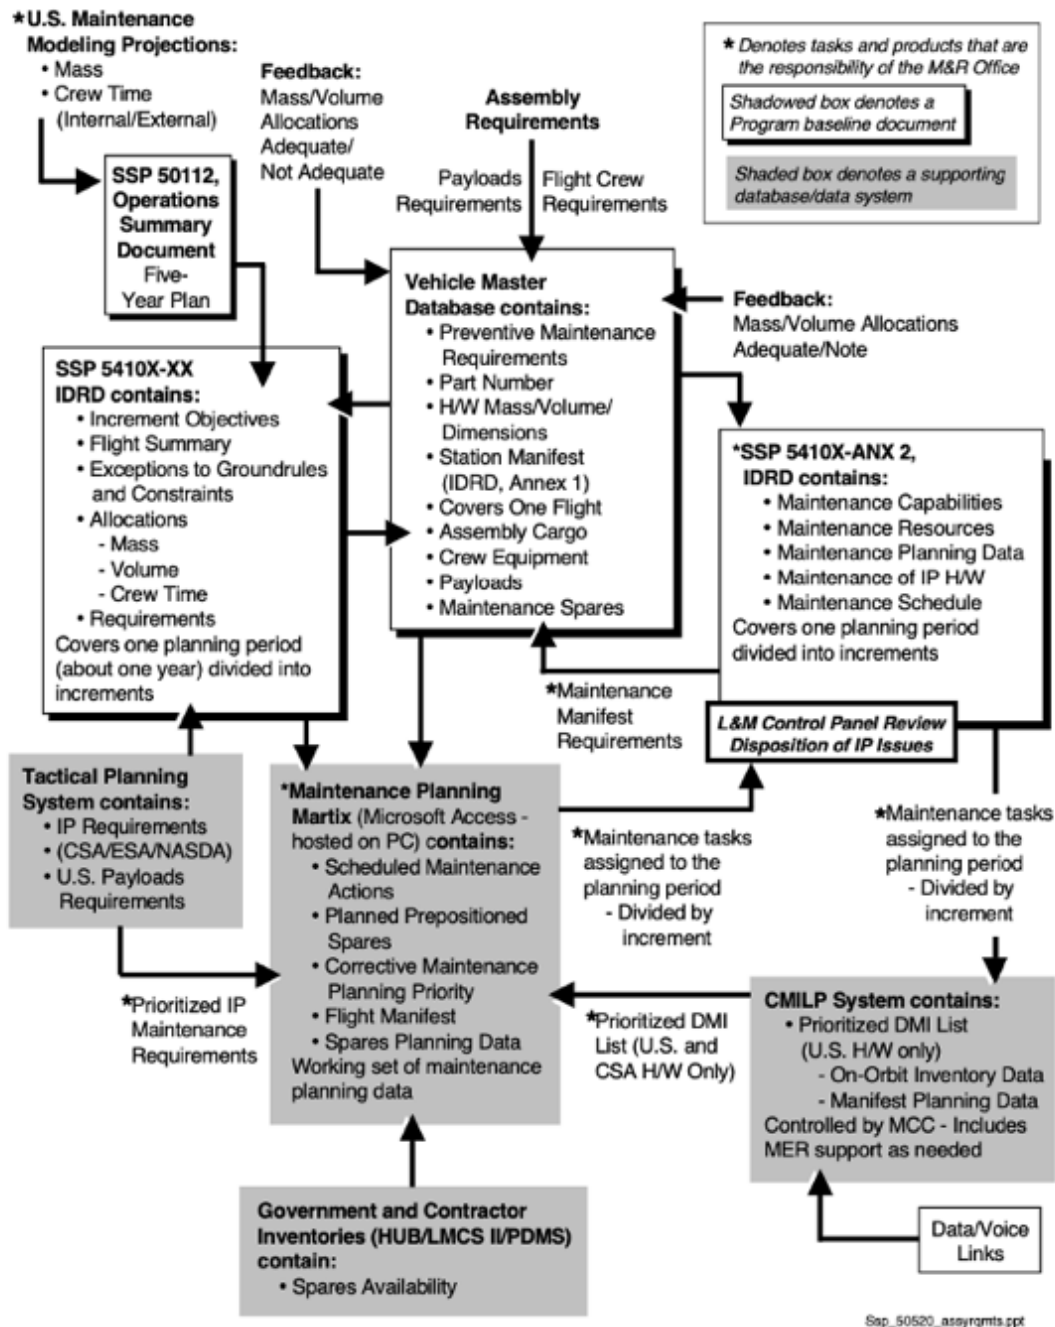 *U.S. Maintenance
Modeling Projections:
• Mass
• Crew Time
(Internal/External)
Feedback:
Mass/Volume
Allocations
Adequate/
Not Adequate
Assembly
Requirements
Payloads
Requirements
Flight Crew
Requirements
* Denotes tasks and products that are
the responsibility of the M&R Office
Shadowed box denotes a
Program baseline document
Shaded box denotes a supporting
database/data system
SSP 50112,
Operations
Summary
Document
Five-
Year Plan
Vehicle Master
Database contains:
• Preventive Maintenance
Requirements
• Part Number
• H/W Mass/Volume/
Dimensions
• Station Manifest
(IDRD, Annex 1)
• Covers One Flight
• Assembly Cargo
• Crew Equipment
• Payloads
• Maintenance Spares
Feedback:
Mass/Volume Allocations
Adequate/Note
SSP 5410X-XX
IDRD contains:
• Increment Objectives
• Flight Summary
• Exceptions to Groundrules
and Constraints
• Allocations
- Mass
- Volume
- Crew Time
• Requirements
Covers one planning period
(about one year) divided into
increments
*SSP 5410X-ANX 2,
IDRD contains:
• Maintenance Capabilities
• Maintenance Resources
• Maintenance Planning Data
• Maintenance of IP H/W
• Maintenance Schedule
Covers one planning period
divided into increments
L&M Control Panel Review
Disposition of IP Issues
*Maintenance
Manifest
Requirements
Tactical Planning
System contains:
• IP Requirements
• (CSA/ESA/NASDA)
• U.S. Payloads
Requirements
*Maintenance Planning
Martix (Microsoft Access -
hosted on PC) contains:
• Scheduled Maintenance
Actions
• Planned Prepositioned
Spares
• Corrective Maintenance
Planning Priority
• Flight Manifest
• Spares Planning Data
Working set of maintenance
planning data
*Maintenance tasks
assigned to the
planning period
- Divided by
increment
*Maintenance tasks
assigned to the
planning period
- Divided by
increment
*Prioritized IP
Maintenance
Requirements
*Prioritized DMI
List (U.S. and
CSA H/W Only)
CMILP System contains:
• Prioritized DMI List
(U.S. H/W only)
- On-Orbit Inventory Data
- Manifest Planning Data
Controlled by MCC - Includes
MER support as needed
Government and Contractor
Inventories (HUB/LMCS II/PDMS)
contain:
• Spares Availability
Data/Voice
Links
Ssp_50520_assyrqmts.ppt